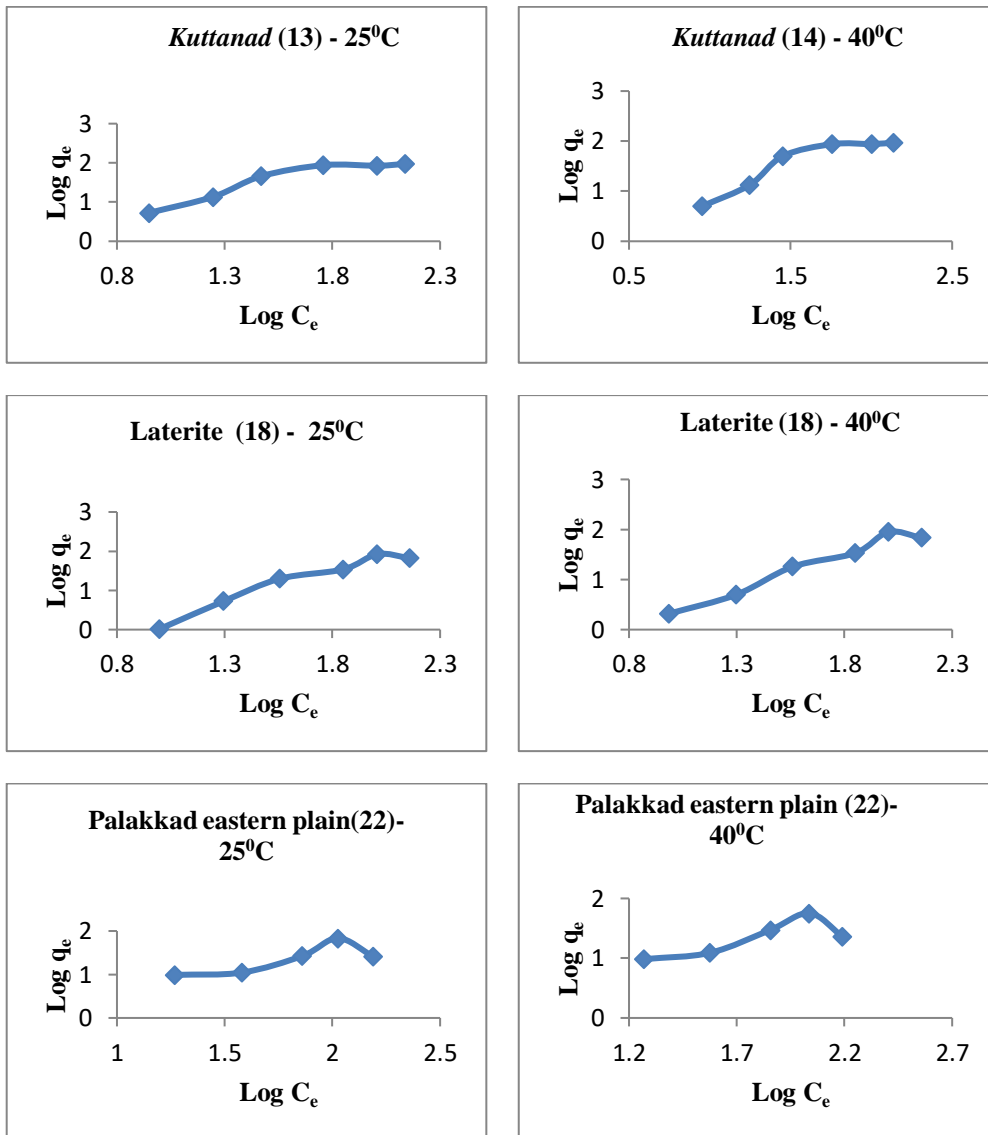 Kuttanad (13) - 25⁰C
Log qₑ
3
2
1
0
0.8 1.3 1.8 2.3
Log Cₑ
Kuttanad (14) - 40⁰C
Log qₑ
3
2
1
0
0.5 1.5 2.5
Log Cₑ
Laterite (18) - 25⁰C
Log qₑ
3
2
1
0
0.8 1.3 1.8 2.3
Log Cₑ
Laterite (18) - 40⁰C
Log qₑ
3
2
1
0
0.8 1.3 1.8 2.3
Log Cₑ
Palakkad eastern plain(22)-
25⁰C
Log qₑ
2
1
0
1 1.5 2 2.5
Log Cₑ
Palakkad eastern plain (22)-
40⁰C
Log qₑ
2
1
0
1.2 1.7 2.2 2.7
Log Cₑ